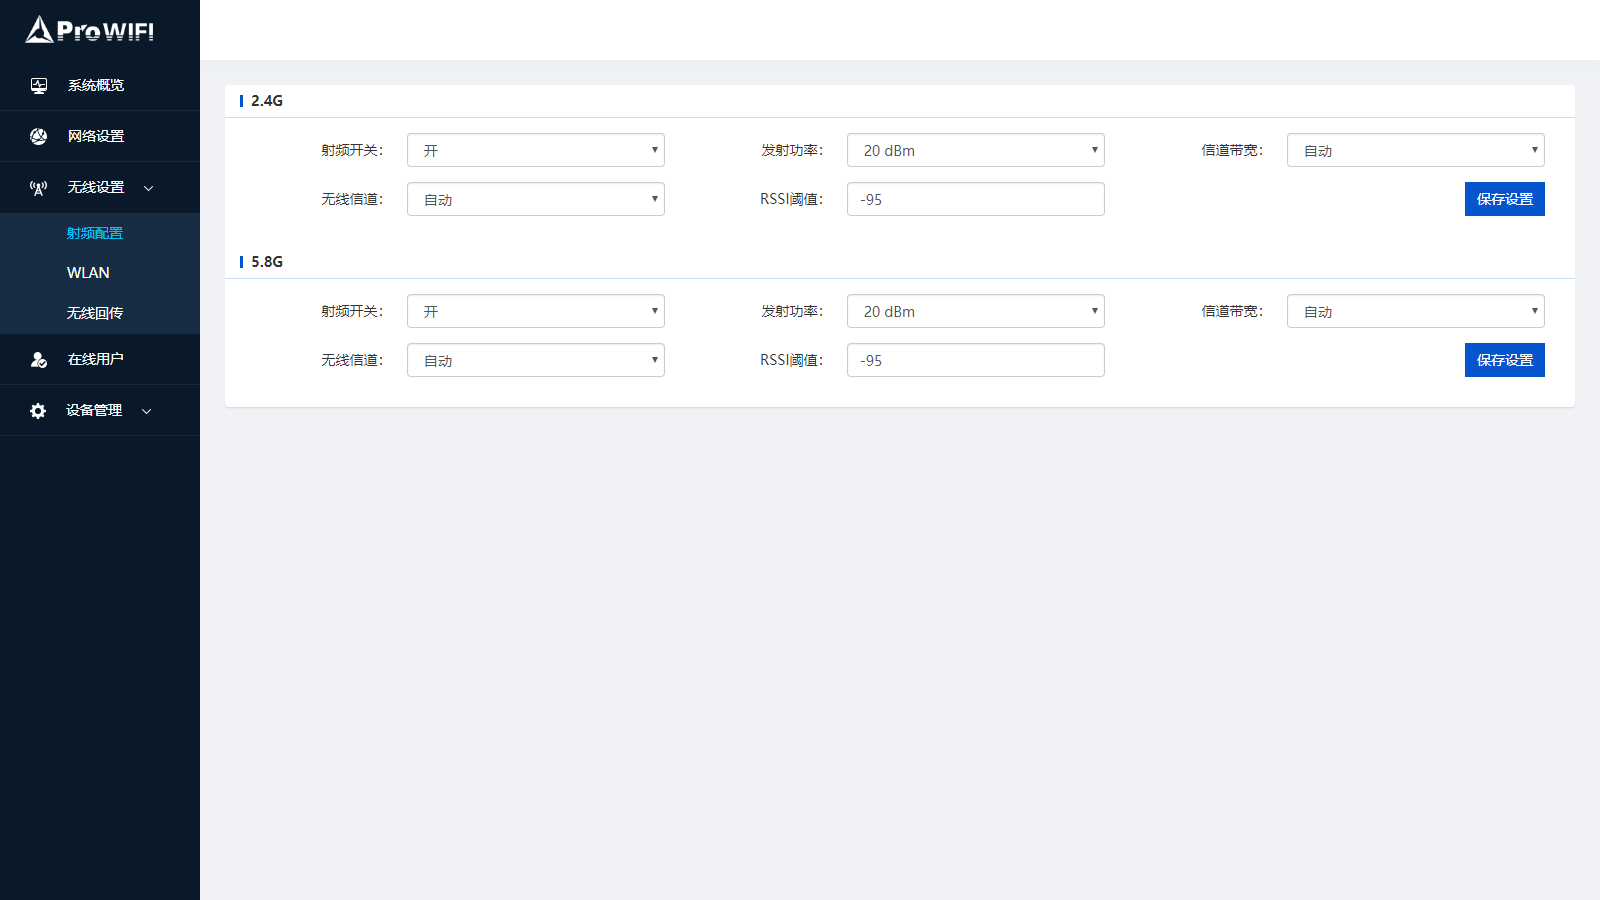 ProWIFI
系统概览
网络设置
无线设置
射频配置
WLAN
无线回传
在线用户
设备管理
2.4G
射频开关： 开 发射功率： 20 dBm 信道带宽： 自动
无线信道： 自动 RSSI阈值： -95 保存设置
5.8G
射频开关： 开 发射功率： 20 dBm 信道带宽： 自动
无线信道： 自动 RSSI阈值： -95 保存设置